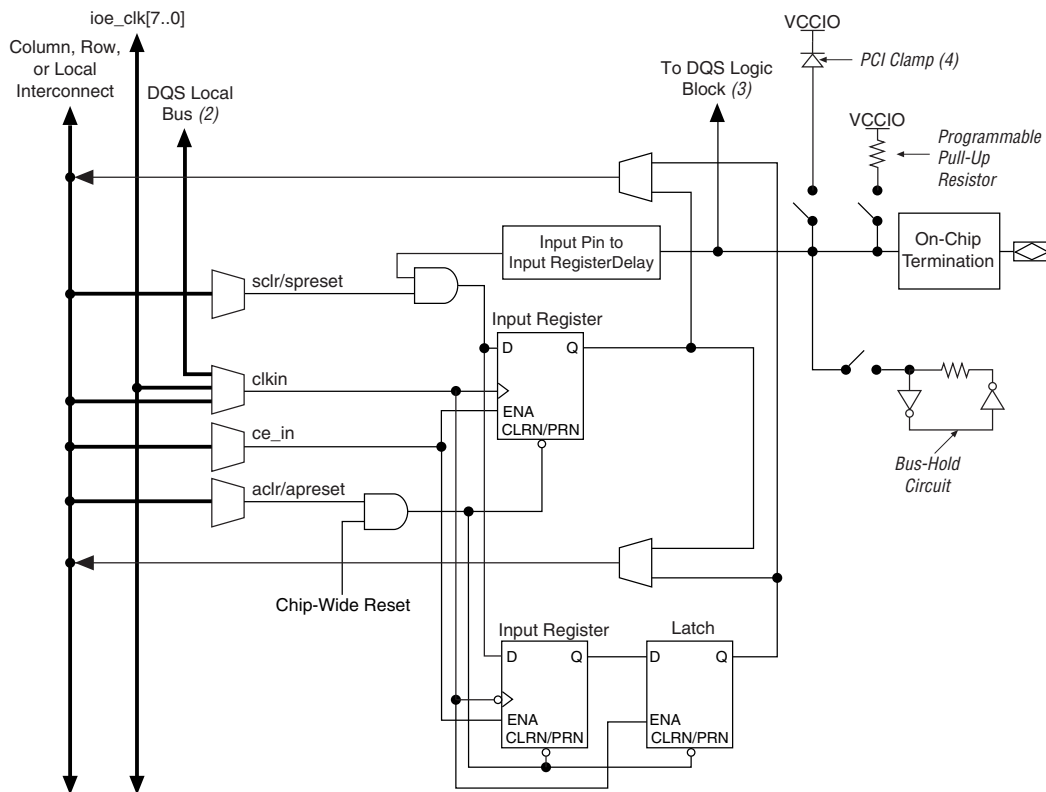 ioe_clk[7..0]
Column, Row,
or Local
Interconnect
DQS Local
Bus (2)
To DQS Logic
Block (3)
VCCIO
PCI Clamp (4)
VCCIO
Programmable
Pull-Up
Resistor
Input Pin to
Input RegisterDelay
On-Chip
Termination
sclr/spreset
Input Register
D
Q
clkin
ENA
CLRN/PRN
ce_in
aclr/apreset
Bus-Hold
Circuit
Chip-Wide Reset
Input Register
Latch
D
Q
D
Q
ENA
CLRN/PRN
ENA
CLRN/PRN